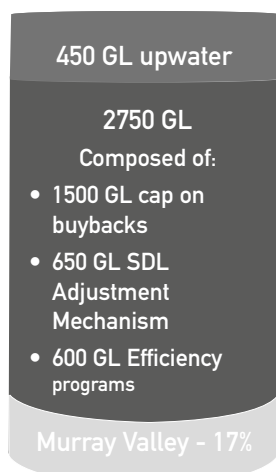 450 GL upwater
2750 GL
Composed of:
• 1500 GL cap on
buybacks
• 650 GL SDL
Adjustment
Mechanism
• 600 GL Efficiency
programs
Murray Valley - 17%